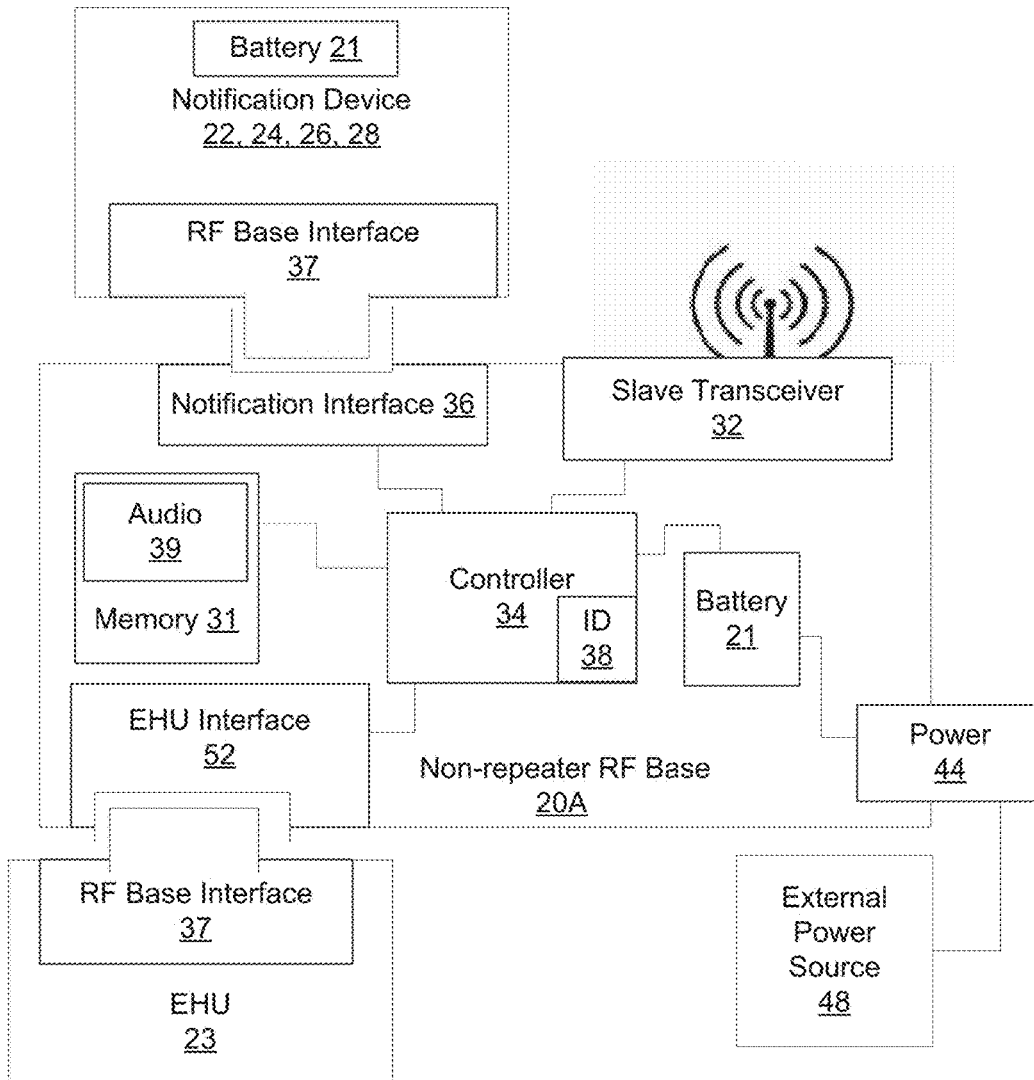 Battery 21
Notification Device
22, 24, 26, 28
RF Base Interface
37
Notification Interface 36
Slave Transceiver
32
Audio
39
Memory 31
Controller
34
ID
38
Battery
21
EHU Interface
52
Non-repeater RF Base
20A
Power
44
RF Base Interface
37
EHU
23
External
Power
Source
48